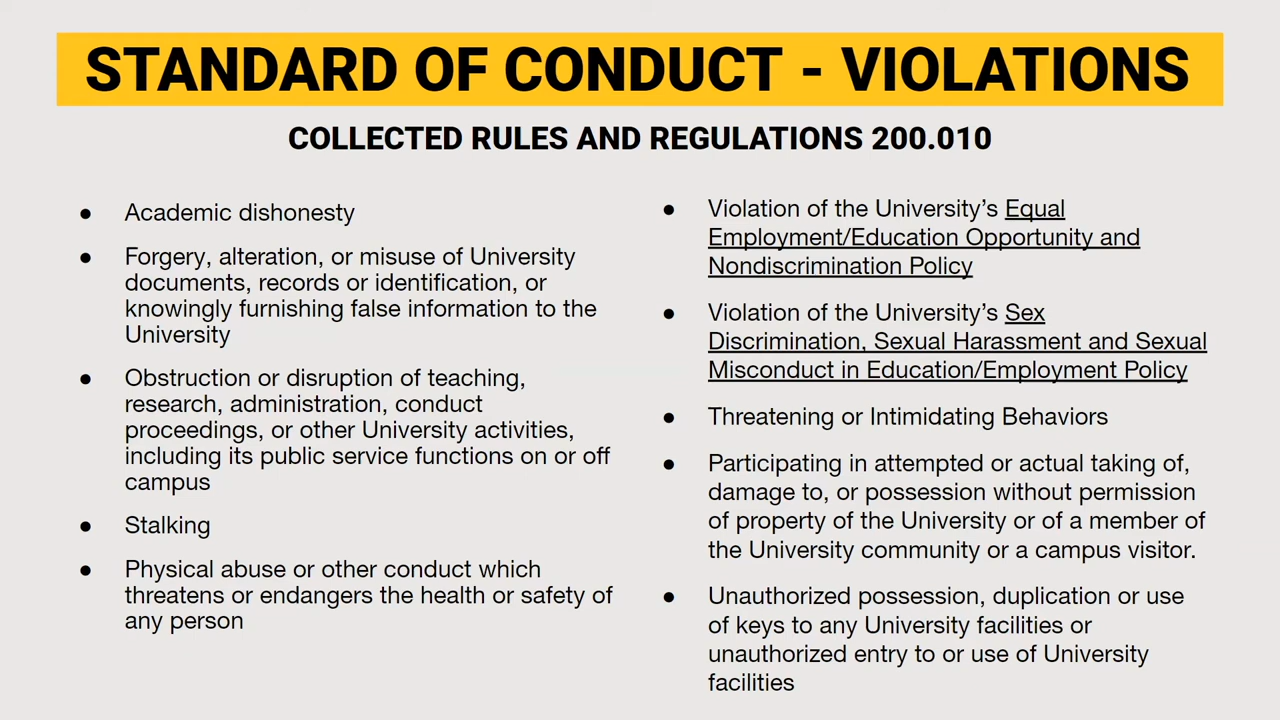 STANDARD OF CONDUCT - VIOLATIONS
COLLECTED RULES AND REGULATIONS 200.010
● Academic dishonesty
● Forgery, alteration, or misuse of University
documents, records or identification, or
knowingly furnishing false information to the
University
● Obstruction or disruption of teaching,
research, administration, conduct
proceedings, or other University activities,
including its public service functions on or off
campus
● Stalking
● Physical abuse or other conduct which
threatens or endangers the health or safety of
any person
● Violation of the University’s Equal
Employment/Education Opportunity and
Nondiscrimination Policy
● Violation of the University’s Sex
Discrimination, Sexual Harassment and Sexual
Misconduct in Education/Employment Policy
● Threatening or Intimidating Behaviors
● Participating in attempted or actual taking of,
damage to, or possession without permission
of property of the University or of a member of
the University community or a campus visitor.
● Unauthorized possession, duplication or use
of keys to any University facilities or
unauthorized entry to or use of University
facilities